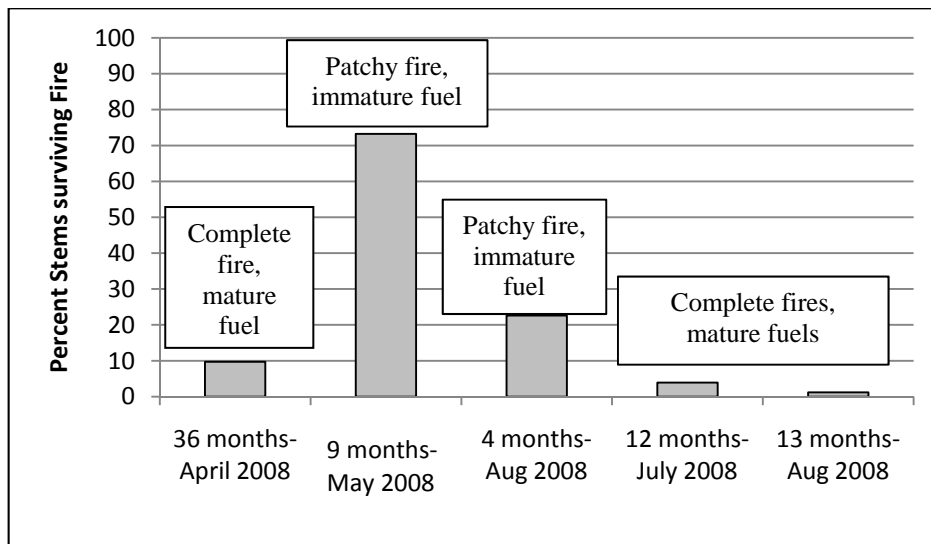 Percent Stems surviving Fire
100
90
80
70
60
50
40
30
20
10
0
Patchy fire,
immature fuel
Complete
fire,
mature
fuel
Patchy fire,
immature
fuel
Complete fires,
mature fuels
36 months-
April 2008
9 months-
May 2008
4 months-
Aug 2008
12 months-
July 2008
13 months-
Aug 2008